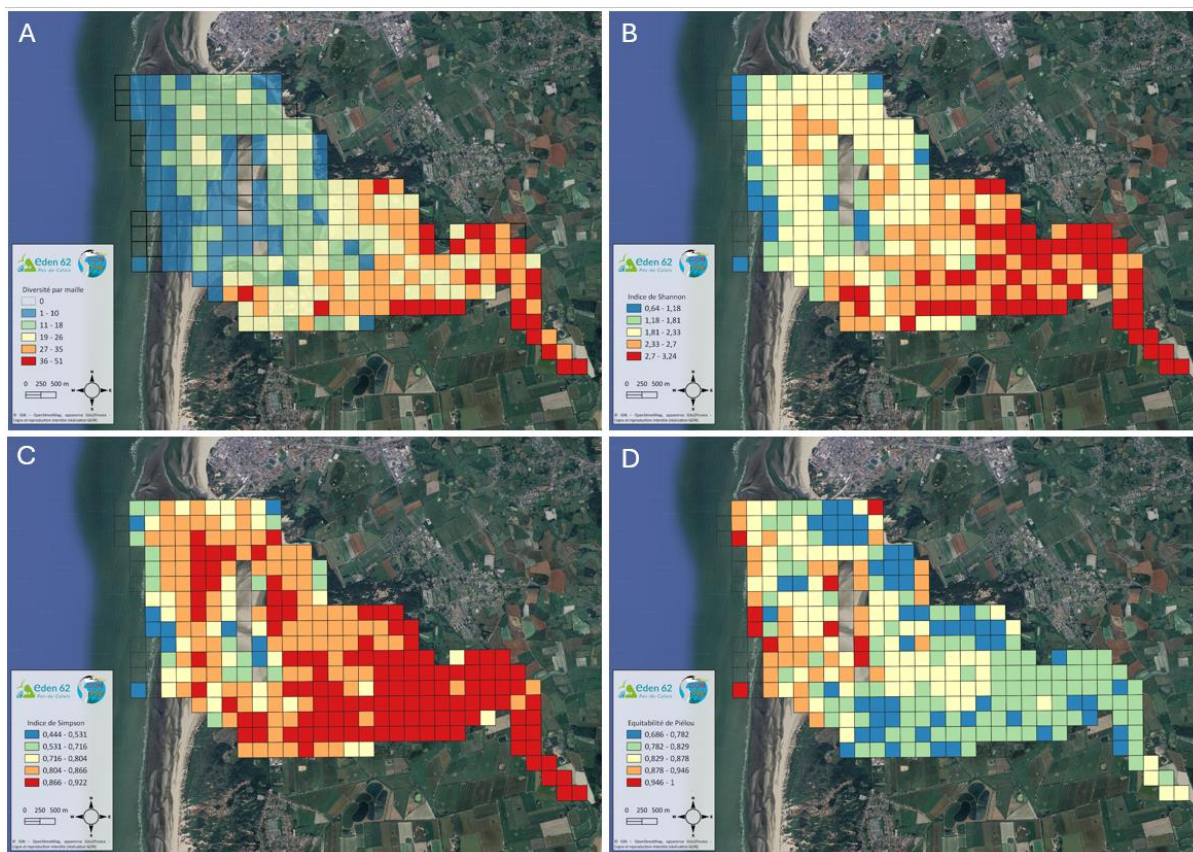 A
eden 62
Pas de Calais
Diversité par maille
0
1 - 10
11 - 18
19 - 26
27 - 35
36 - 51
0 250 500 m
B
eden 62
Pas de Calais
Indice de Shannon
0,64 - 1,18
1,18 - 1,81
1,81 - 2,33
2,33 - 2,7
2,7 - 3,24
0 250 500 m
C
eden 62
Pas de Calais
Indice de Simpson
0,444 - 0,531
0,531 - 0,716
0,716 - 0,804
0,804 - 0,866
0,866 - 0,922
0 250 500 m
D
eden 62
Pas de Calais
Equitabilité de Piélou
0,686 - 0,782
0,782 - 0,829
0,829 - 0,878
0,878 - 0,946
0,946 - 1
0 250 500 m